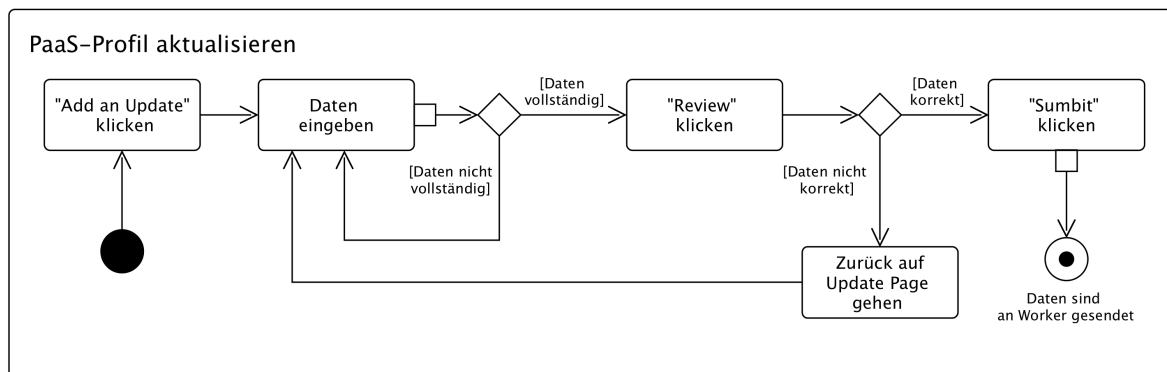 PaaS-Profil aktualisieren
"Add an Update"
klicken
Daten
eingeben
[Daten
vollständig]
[Daten nicht
vollständig]
"Review"
klicken
[Daten
korrekt]
[Daten nicht
korrekt]
"Sumbit"
klicken
Zurück auf
Update Page
gehen
Daten sind
an Worker gesendet